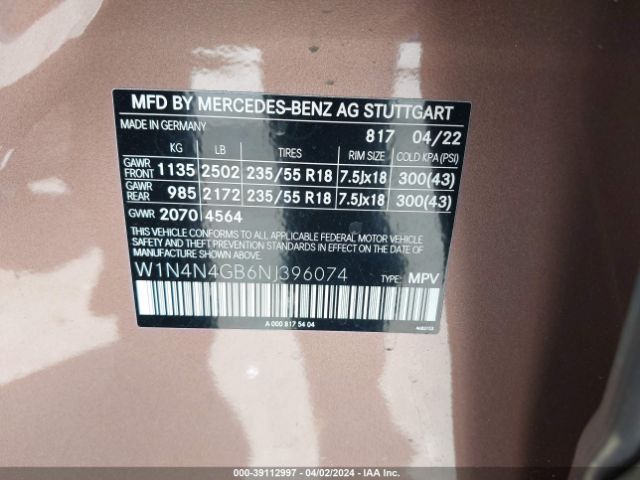 MFD BY MERCEDES-BENZ AG STUTTGART
MADE IN GERMANY 817 04/22
KG LB TIRES RIM SIZE COLD KPA (PSI)
GAWR FRONT 1135 2502 235/55 R18 7.5Jx18 300(43)
GAWR REAR 985 2172 235/55 R18 7.5Jx18 300(43)
GVWR 2070 4564
THIS VEHICLE CONFORMS TO ALL APPLICABLE FEDERAL MOTOR VEHICLE
SAFETY AND THEFT PREVENTION STANDARDS IN EFFECT ON THE DATE OF
MANUFACTURE SHOWN ABOVE.
W1N4N4GB6NJ396074 TYPE: MPV
A 000 817 54 04
000-39112997 - 04/02/2024 - IAA Inc.